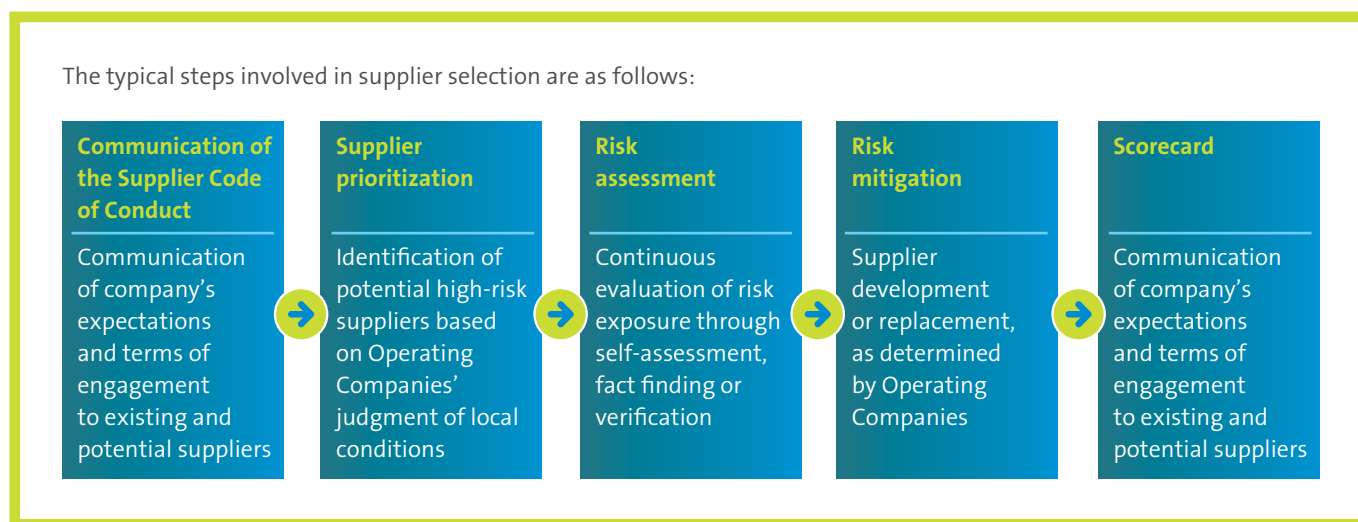 The typical steps involved in supplier selection are as follows:
Communication of
the Supplier Code
of Conduct
Communication
of company’s
expectations
and terms of
engagement
to existing and
potential suppliers
Supplier
prioritization
Identification of
potential high-risk
suppliers based
on Operating
Companies’
judgment of local
conditions
Risk
assessment
Continuous
evaluation of risk
exposure through
self-assessment,
fact finding or
verification
Risk
mitigation
Supplier
development
or replacement,
as determined
by Operating
Companies
Scorecard
Communication
of company’s
expectations
and terms of
engagement
to existing and
potential suppliers